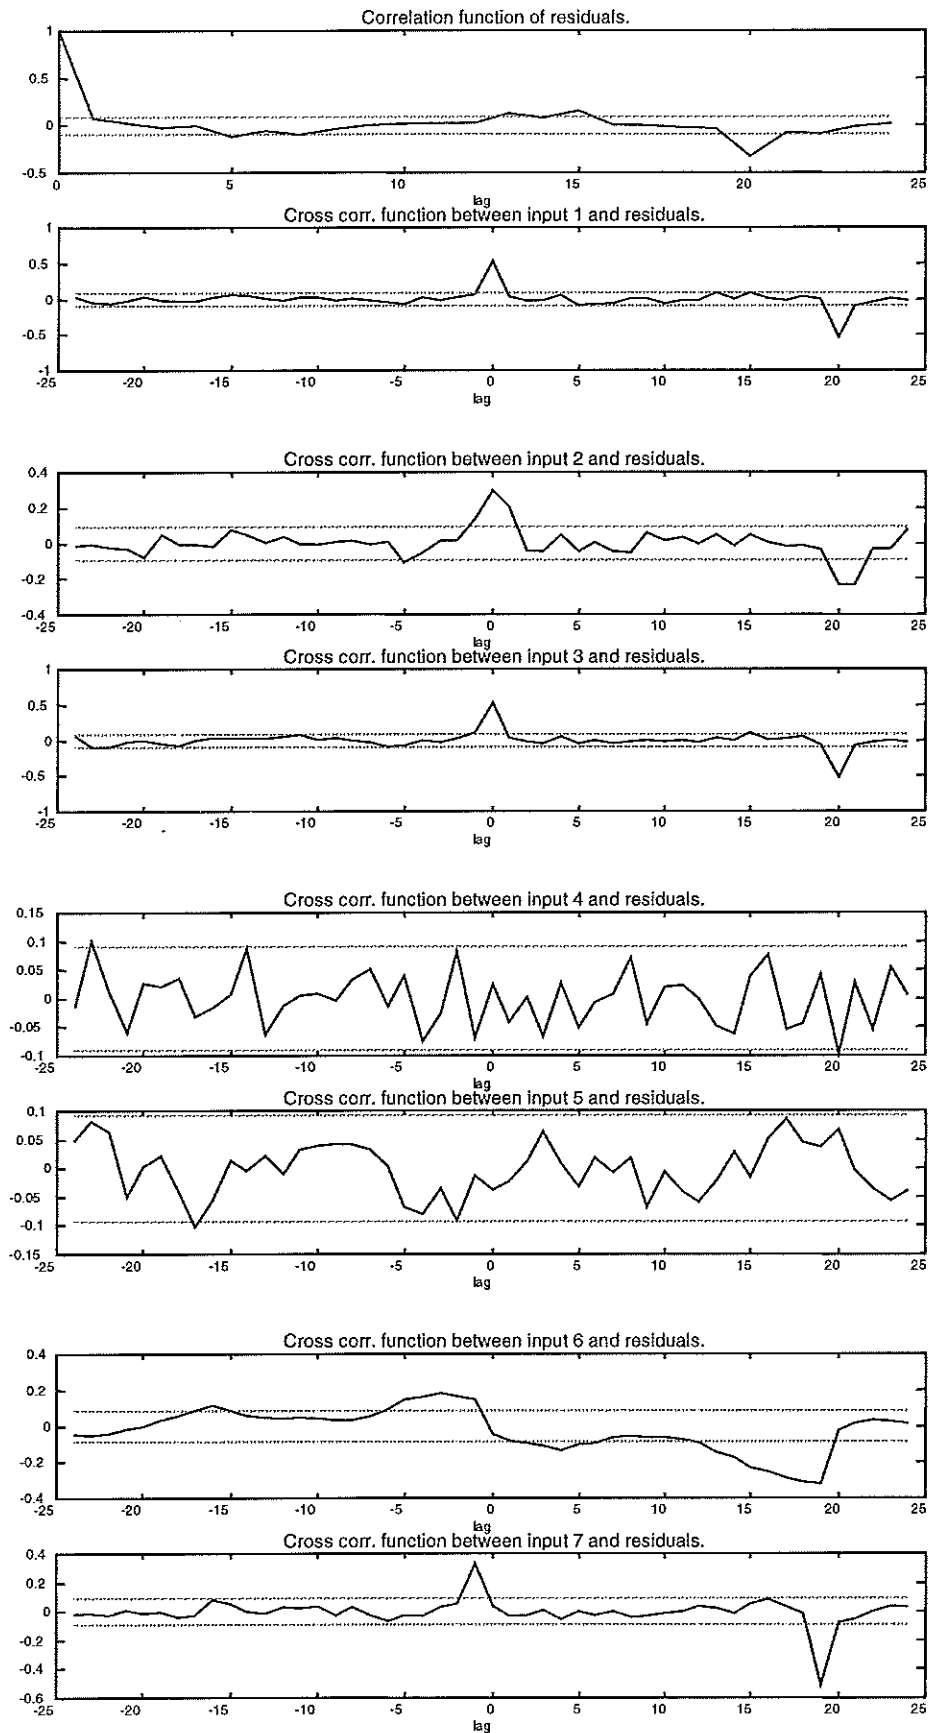 Correlation function of residuals.
1
0.5
0
-0.5
0 5 10 15 20 25
lag
Cross corr. function between input 1 and residuals.
1
0.5
0
-0.5
-1
-25 -20 -15 -10 -5 0 5 10 15 20 25
lag
Cross corr. function between input 2 and residuals.
0.4
0.2
0
-0.2
-0.4
-25 -20 -15 -10 -5 0 5 10 15 20 25
lag
Cross corr. function between input 3 and residuals.
1
0.5
0
-0.5
-1
-25 -20 -15 -10 -5 0 5 10 15 20 25
lag
Cross corr. function between input 4 and residuals.
0.15
0.1
0.05
0
-0.05
-0.1
-25 -20 -15 -10 -5 0 5 10 15 20 25
lag
Cross corr. function between input 5 and residuals.
0.1
0.05
0
-0.05
-0.1
-0.15
-25 -20 -15 -10 -5 0 5 10 15 20 25
lag
Cross corr. function between input 6 and residuals.
0.4
0.2
0
-0.2
-0.4
-25 -20 -15 -10 -5 0 5 10 15 20 25
lag
Cross corr. function between input 7 and residuals.
0.4
0.2
0
-0.2
-0.4
-0.6
-25 -20 -15 -10 -5 0 5 10 15 20 25
lag